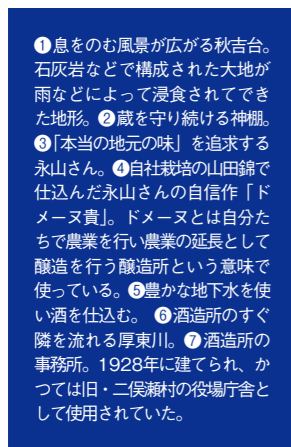 ❶息をのむ風景が広がる秋吉台。
石灰岩などで構成された大地が
雨などによって浸食されてでき
た地形。❷蔵を守り続ける神棚。
❸「本当の地元の味」を追求する
永山さん。❹自社栽培の山田錦で
仕込んだ永山さんの自信作「ド
メーヌ貴」。ドメーヌとは自分た
ちで農業を行い農業の延長として
醸造を行う醸造所という意味で
使っている。❺豊かな地下水を使
い酒を仕込む。 ❻酒造所のすぐ
隣を流れる厚東川。❼酒造所の
事務所。1928年に建てられ、か
つては旧・二俣瀬村の役場庁舎と
して使用されていた。